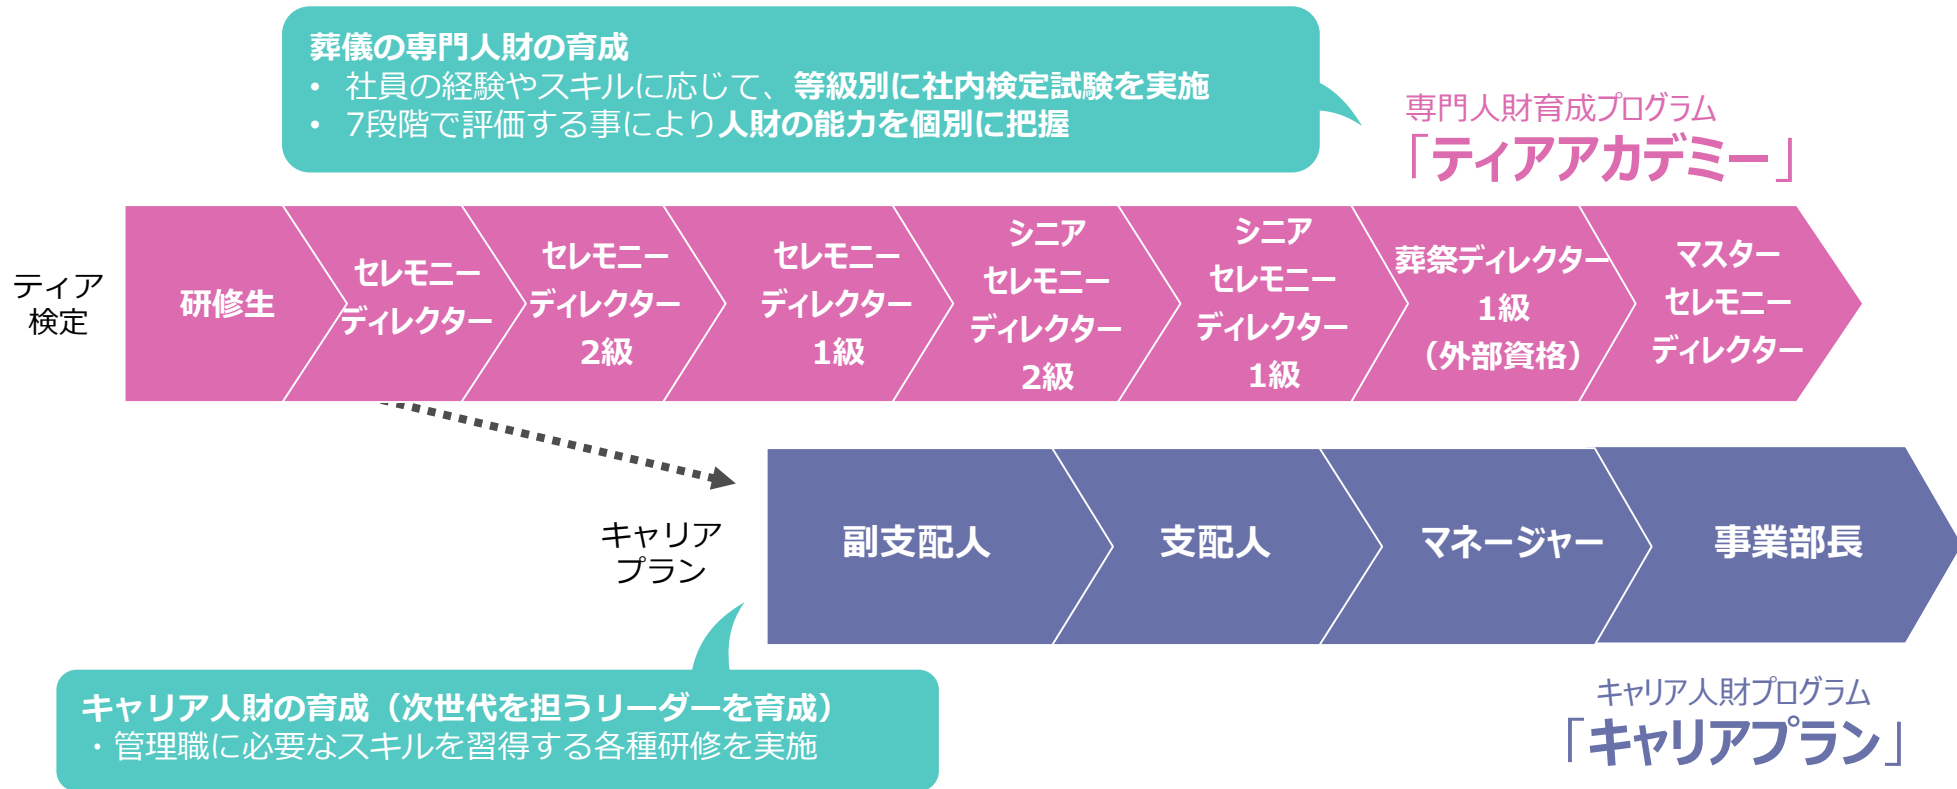 葬儀の専門人財の育成
• 社員の経験やスキルに応じて、等級別に社内検定試験を実施
• 7段階で評価する事により人財の能力を個別に把握
専門人財育成プログラム
「ティアアカデミー」
ティア
検定
研修生
セレモニー
ディレクター
セレモニー
ディレクター
2級
セレモニー
ディレクター
1級
シニア
セレモニー
ディレクター
2級
シニア
セレモニー
ディレクター
1級
葬祭ディレクター
1級
（外部資格）
マスター
セレモニー
ディレクター
キャリア
プラン
副支配人
支配人
マネージャー
事業部長
キャリア人財の育成（次世代を担うリーダーを育成）
・管理職に必要なスキルを習得する各種研修を実施
キャリア人財プログラム
「キャリアプラン」